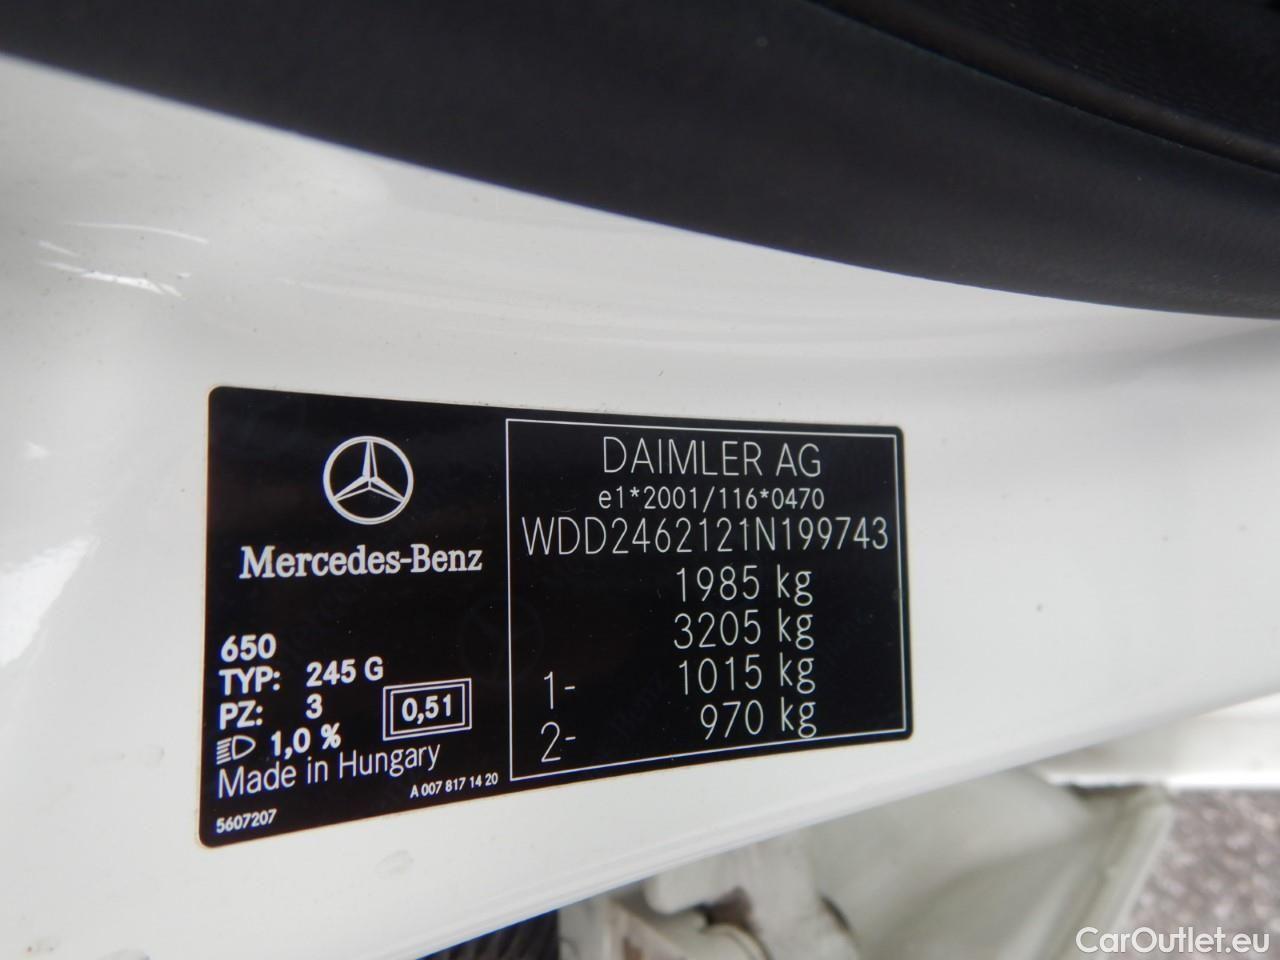 Mercedes-Benz
650
TYP: 245 G
PZ: 3
1,0 %
0,51
Made in Hungary
A 007 817 14 20
5607207
DAIMLER AG
e1*2001/116*0470
WDD2462121N199743
1985 kg
3205 kg
1- 1015 kg
2- 970 kg
CarOutlet.eu